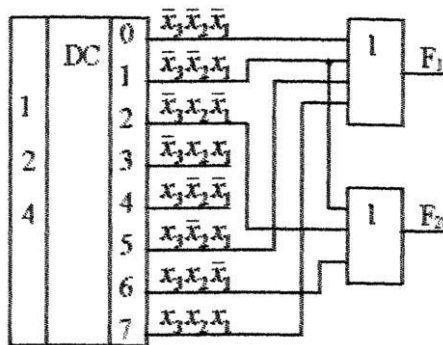 DC
1
2
4
0 x̄₃x̄₂x̄₁
1 x̄₃x̄₂x₁
2 x̄₃x₂x̄₁
3 x̄₃x₂x₁
4 x₃x̄₂x̄₁
5 x₃x̄₂x₁
6 x₃x₂x̄₁
7 x₃x₂x₁
1 F₁
1 F₂